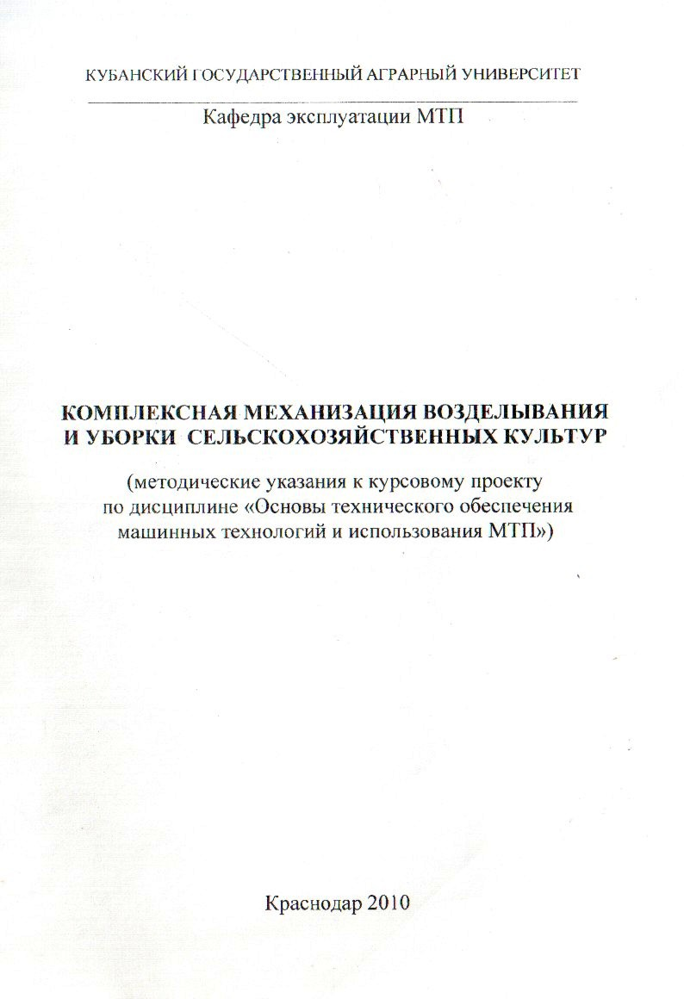 КУБАНСКИЙ ГОСУДАРСТВЕННЫЙ АГРАРНЫЙ УНИВЕРСИТЕТ
Кафедра эксплуатации МТП
КОМПЛЕКСНАЯ МЕХАНИЗАЦИЯ ВОЗДЕЛЫВАНИЯ
И УБОРКИ СЕЛЬСКОХОЗЯЙСТВЕННЫХ КУЛЬТУР
(методические указания к курсовому проекту
по дисциплине «Основы технического обеспечения
машинных технологий и использования МТП»)
Краснодар 2010